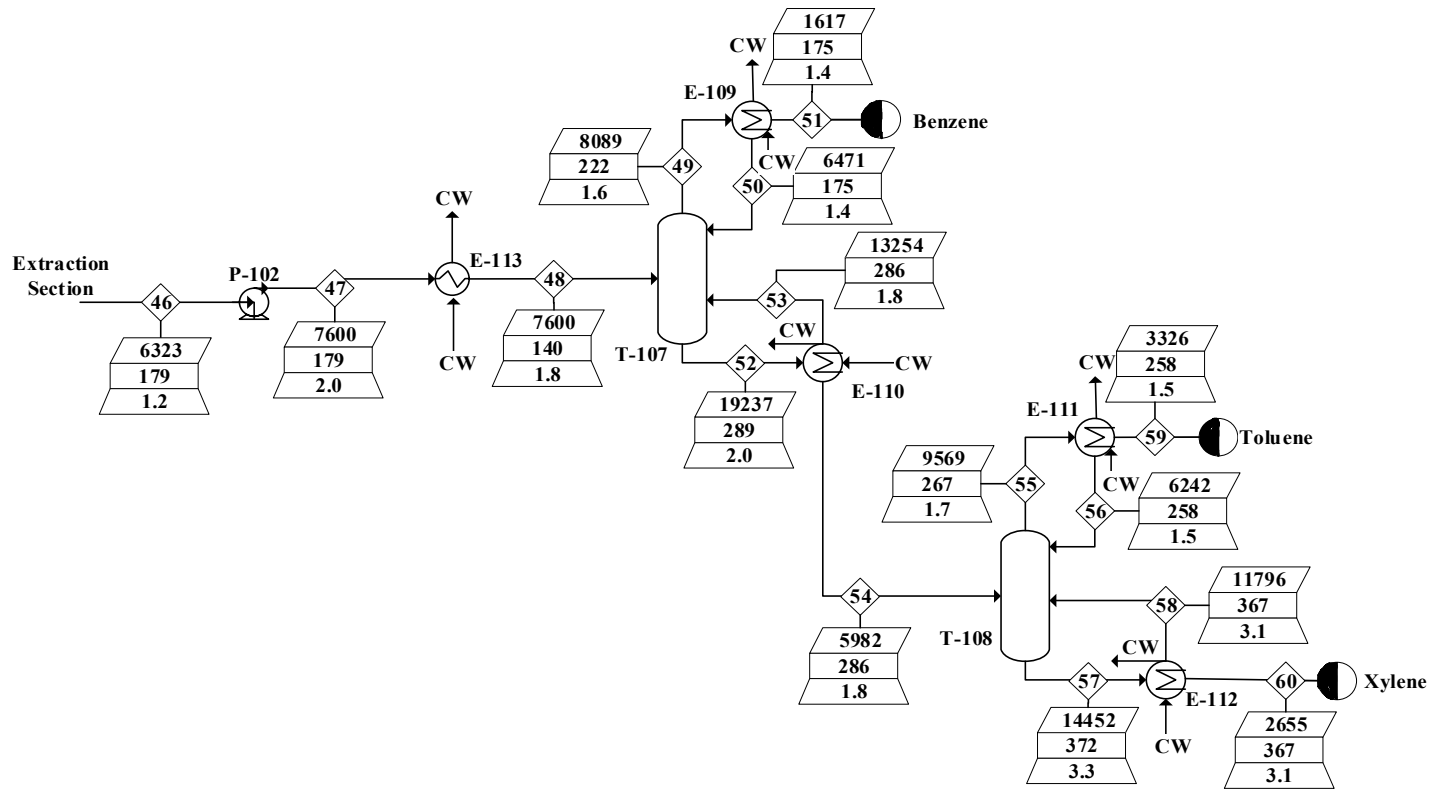 1617
175
1.4
CW
E-109
51
Benzene
8089
222
1.6
49
CW
6471
175
1.4
50
CW
E-113
Extraction
Section
P-102
46
47
48
6323
179
1.2
7600
179
2.0
CW
7600
140
1.8
13254
286
1.8
53
T-107
52
CW
CW
E-110
19237
289
2.0
3326
258
1.5
CW
E-111
59
Toluene
9569
267
1.7
55
CW
6242
258
1.5
56
54
5982
286
1.8
11796
367
3.1
58
T-108
CW
57
E-112
60
Xylene
14452
372
3.3
CW
2655
367
3.1